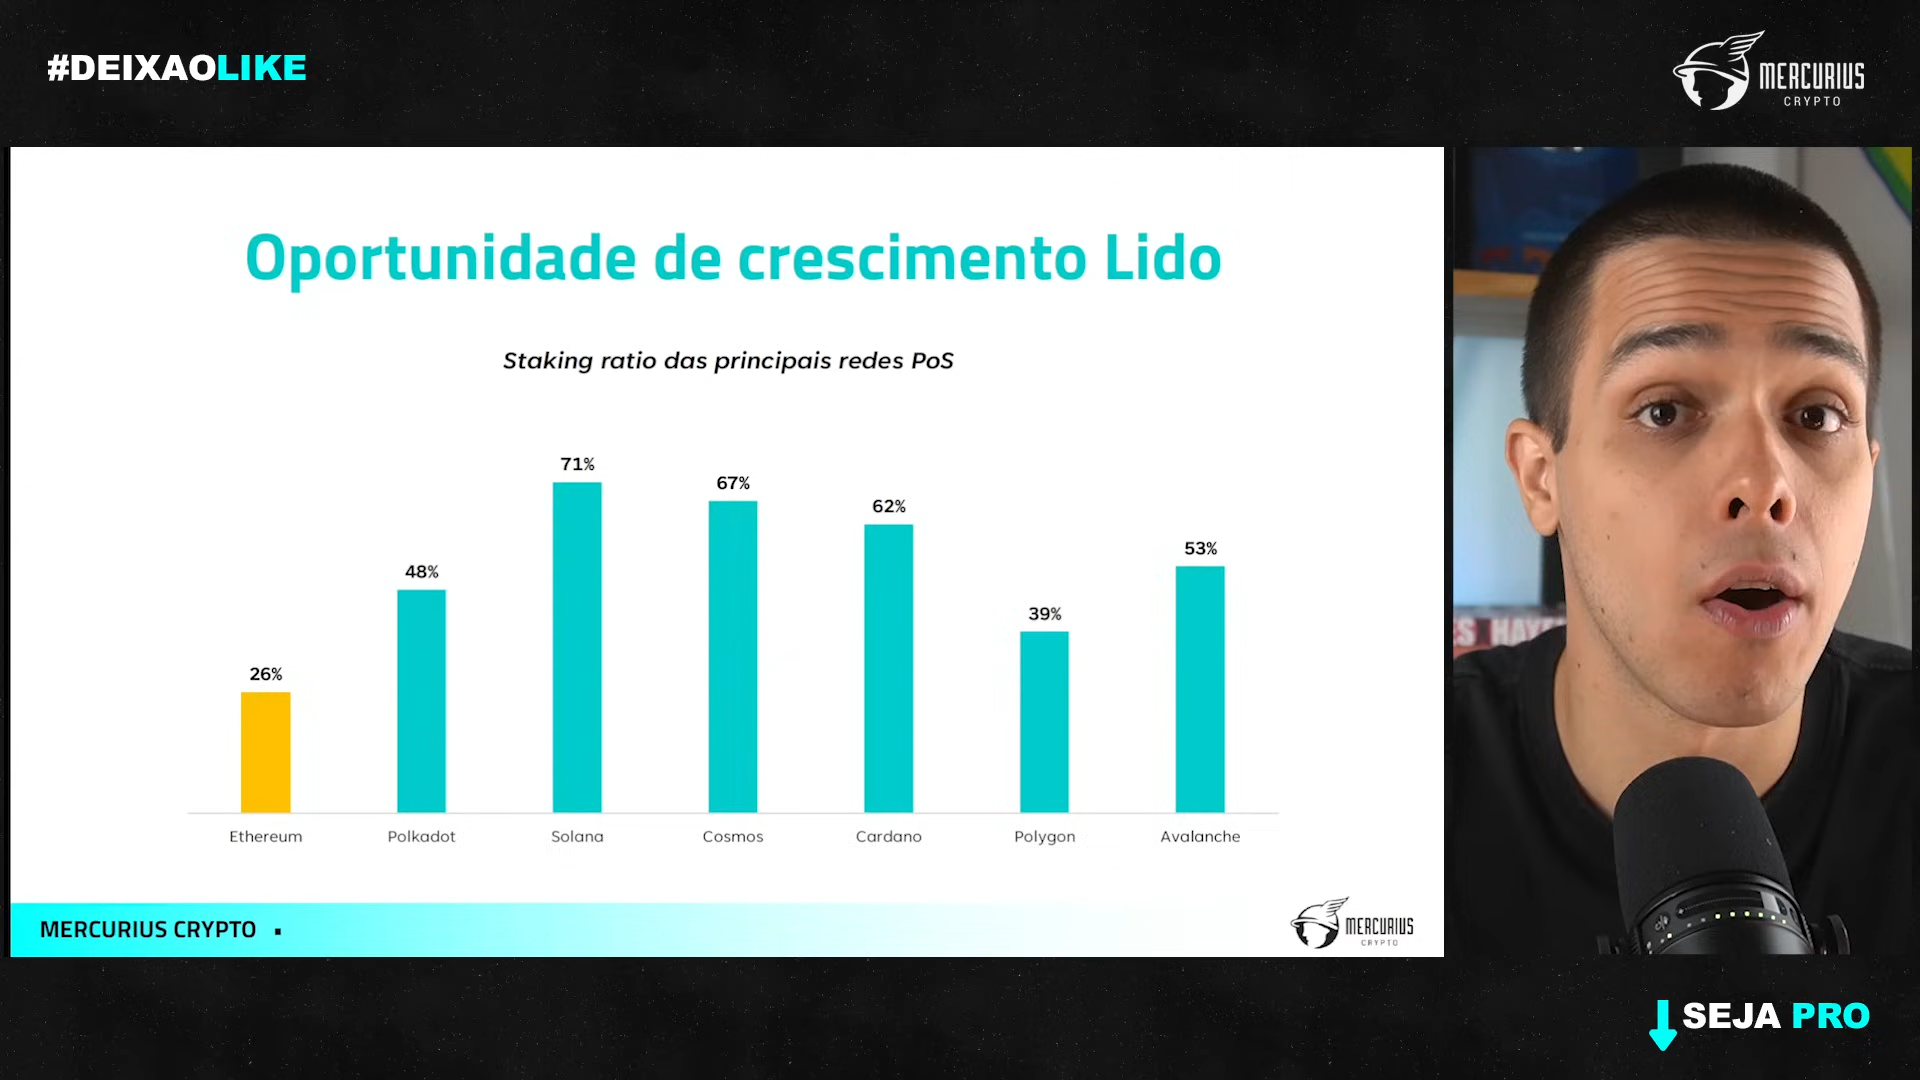 #DEIXAOLIKE
MERCURIUS
CRYPTO
Oportunidade de crescimento Lido
Staking ratio das principais redes PoS
71%
67%
62%
53%
48%
39%
26%
Ethereum Polkadot Solana Cosmos Cardano Polygon Avalanche
MERCURIUS CRYPTO
MERCURIUS
CRYPTO
SEJA PRO